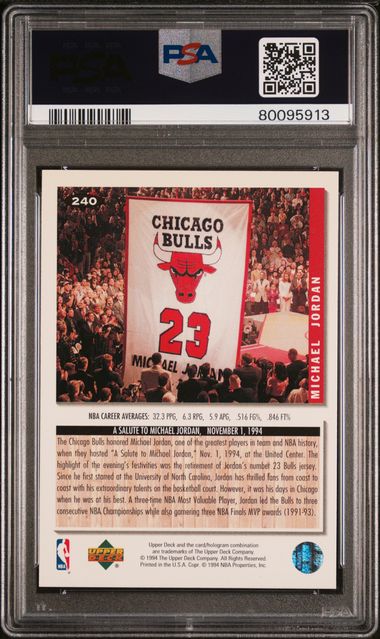 PSA
80095913
240
CHICAGO
BULLS
23
MICHAEL JORDAN
MICHAEL JORDAN
NBA CAREER AVERAGES: 32.3 PPG, 6.3 RPG, 5.9 APG, .516 FG%, .846 FT%
A SALUTE TO MICHAEL JORDAN, NOVEMBER 1, 1994
The Chicago Bulls honored Michael Jordan, one of the greatest players in team and NBA history,
when they hosted "A Salute to Michael Jordan," Nov. 1, 1994, at the United Center. The
highlight of the evening's festivities was the retirement of Jordan's number 23 Bulls jersey.
Since he first starred at the University of North Carolina, Jordan has thrilled fans from coast to
coast with his extraordinary talents on the basketball court. However, it was his days in Chicago
when he was at his best. A three-time NBA Most Valuable Player, Jordan led the Bulls to three
consecutive NBA Championships while also garnering three NBA Finals MVP awards (1991-93).
NBA
UPPER
DECK
Upper Deck and the card/hologram combination
are trademarks of The Upper Deck Company.
© 1994 The Upper Deck Company. All Rights Reserved.
Printed in the U.S.A. Copr. © 1994 NBA Properties, Inc.